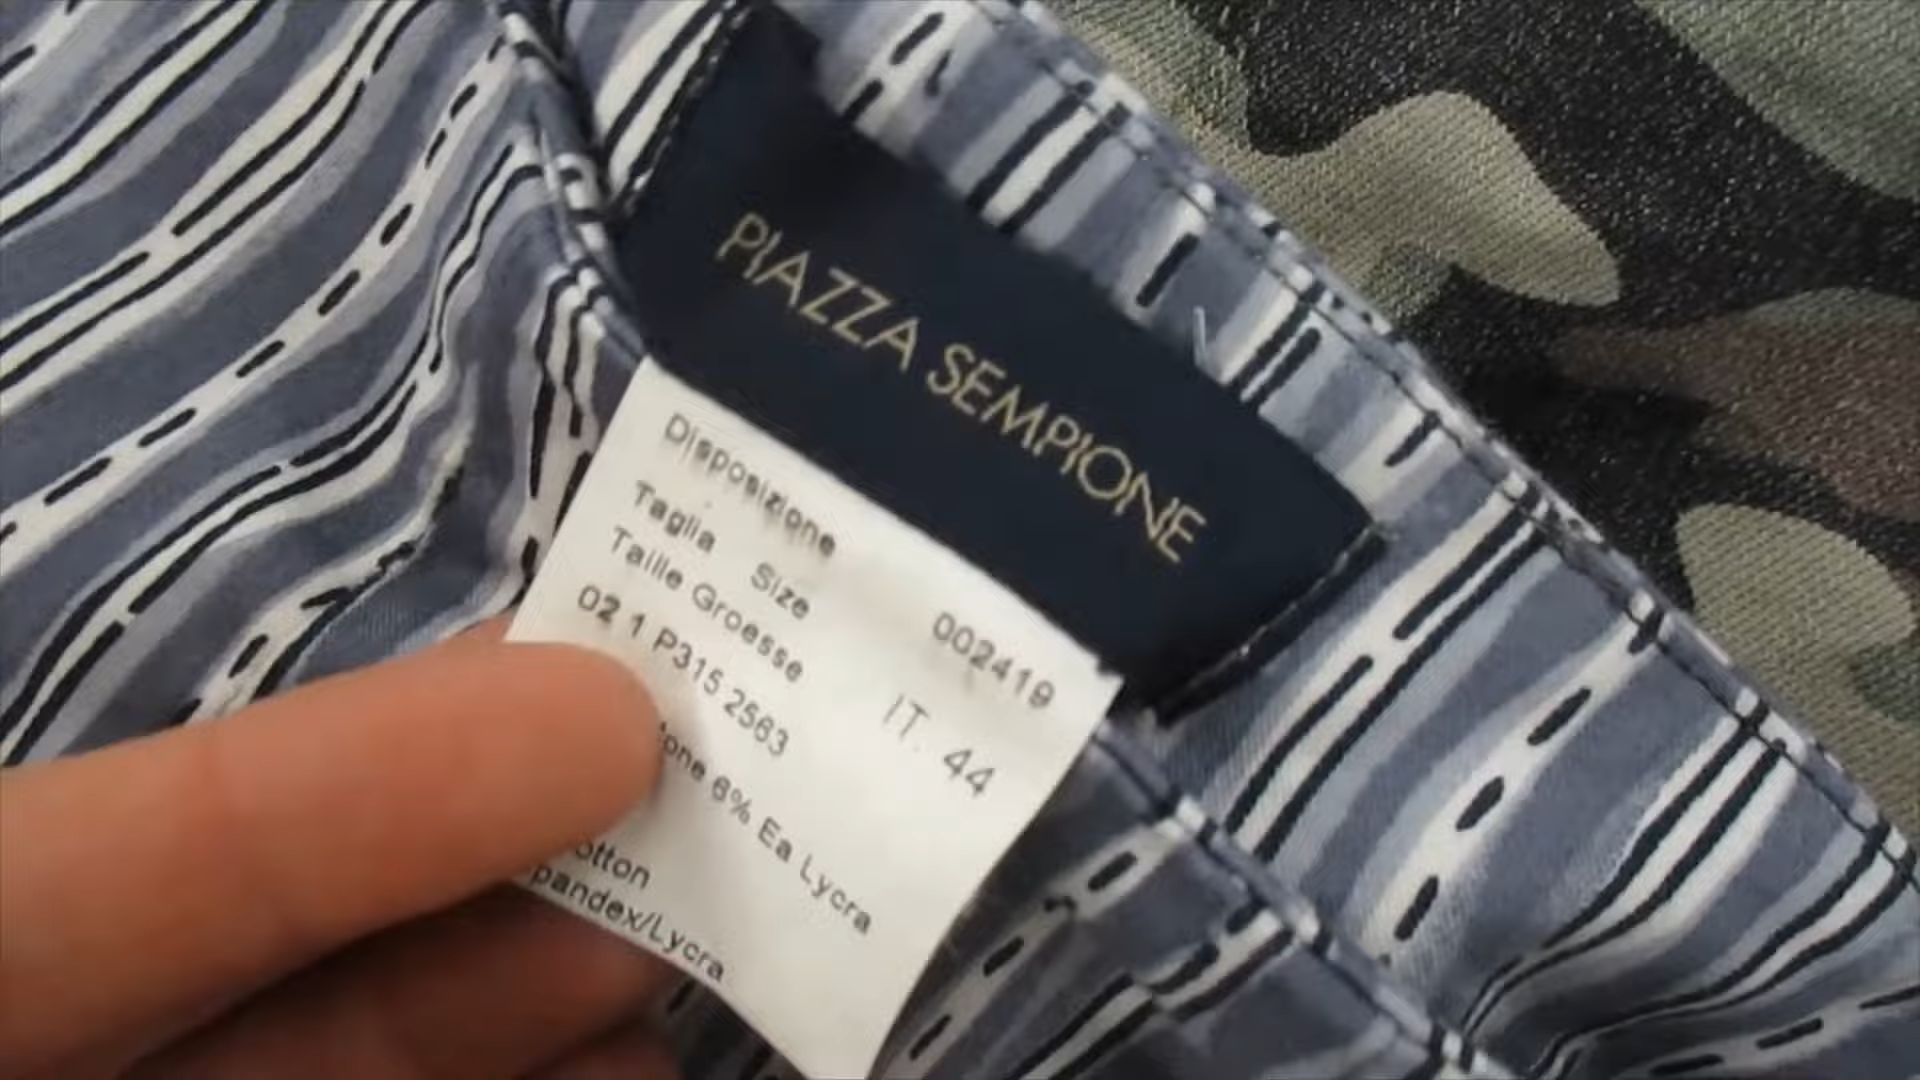 PIAZZA SEMPIONE
Disposizione 002419
Taglia Size
Taille Groesse IT. 44
02 1 P315 2563
tone 6% Ea Lycra
otton
pandex/Lycra